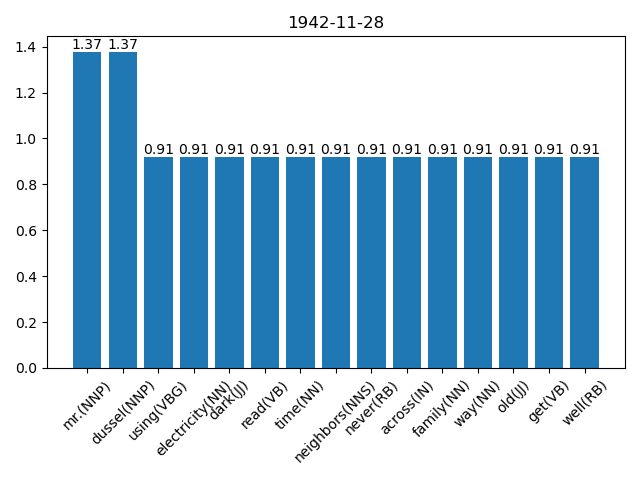 1942-11-28
1.37 1.37 0.91 0.91 0.91 0.91 0.91 0.91 0.91 0.91 0.91 0.91 0.91 0.91 0.91
1.4
1.2
1.0
0.8
0.6
0.4
0.2
0.0
mr.(NNP)
dussel(NNP)
using(VBG)
electricity(NN)
dark(JJ)
read(VB)
time(NN)
neighbors(NNS)
never(RB)
across(IN)
family(NN)
way(NN)
old(JJ)
get(VB)
well(RB)